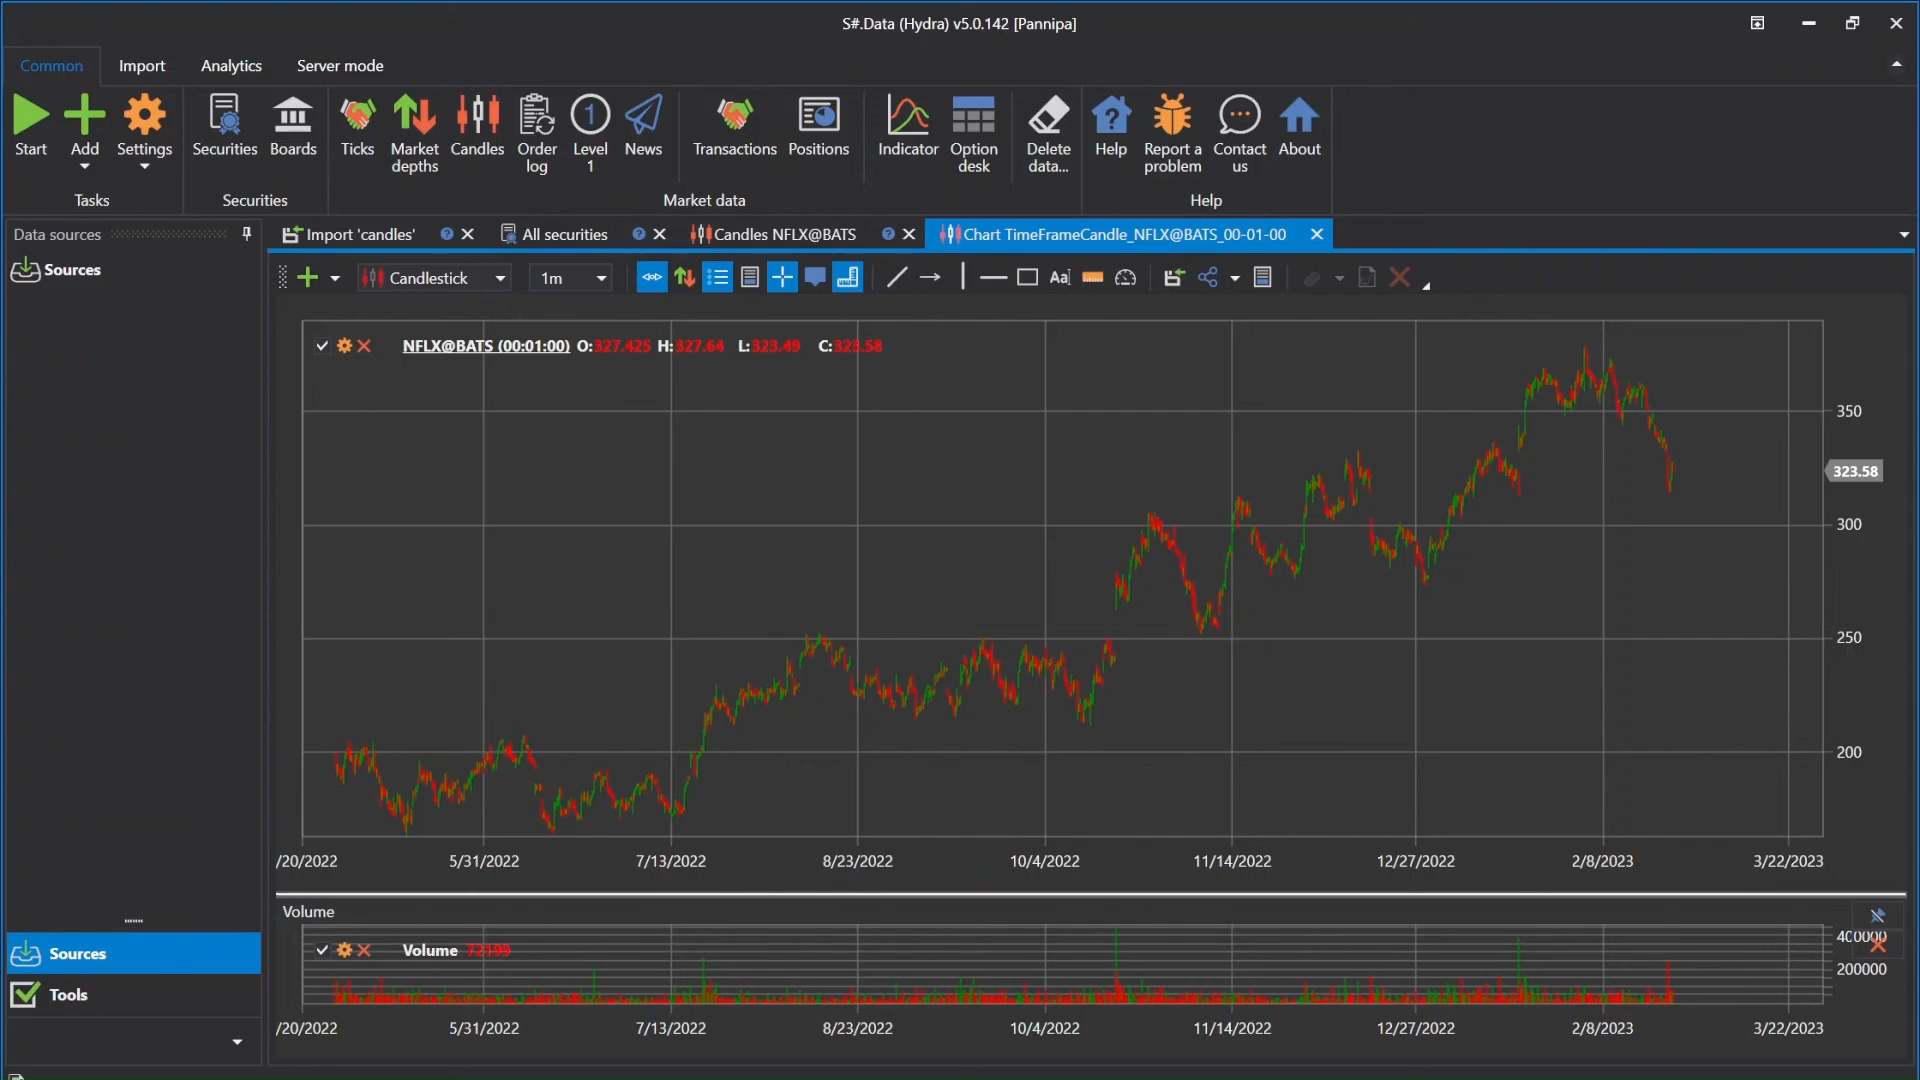 S#.Data (Hydra) v5.0.142 [Pannipa]
Common Import Analytics Server mode
Start Add Settings Securities Boards Ticks Market depths Candles Order log Level 1 News Transactions Positions Indicator Option desk Delete data... Help Report a problem Contact us About
Tasks Securities Market data Help
Data sources Import 'candles' All securities Candles NFLX@BATS Chart TimeFrameCandle_NFLX@BATS_00-01-00
Sources
Candlestick 1m Aa
NFLX@BATS (00:01:00) O:327.425 H:327.64 L:323.49 C:323.58
350
323.58
300
250
200
/20/2022 5/31/2022 7/13/2022 8/23/2022 10/4/2022 11/14/2022 12/27/2022 2/8/2023 3/22/2023
Volume
Volume 72199
400000
200000
/20/2022 5/31/2022 7/13/2022 8/23/2022 10/4/2022 11/14/2022 12/27/2022 2/8/2023 3/22/2023
Sources
Tools